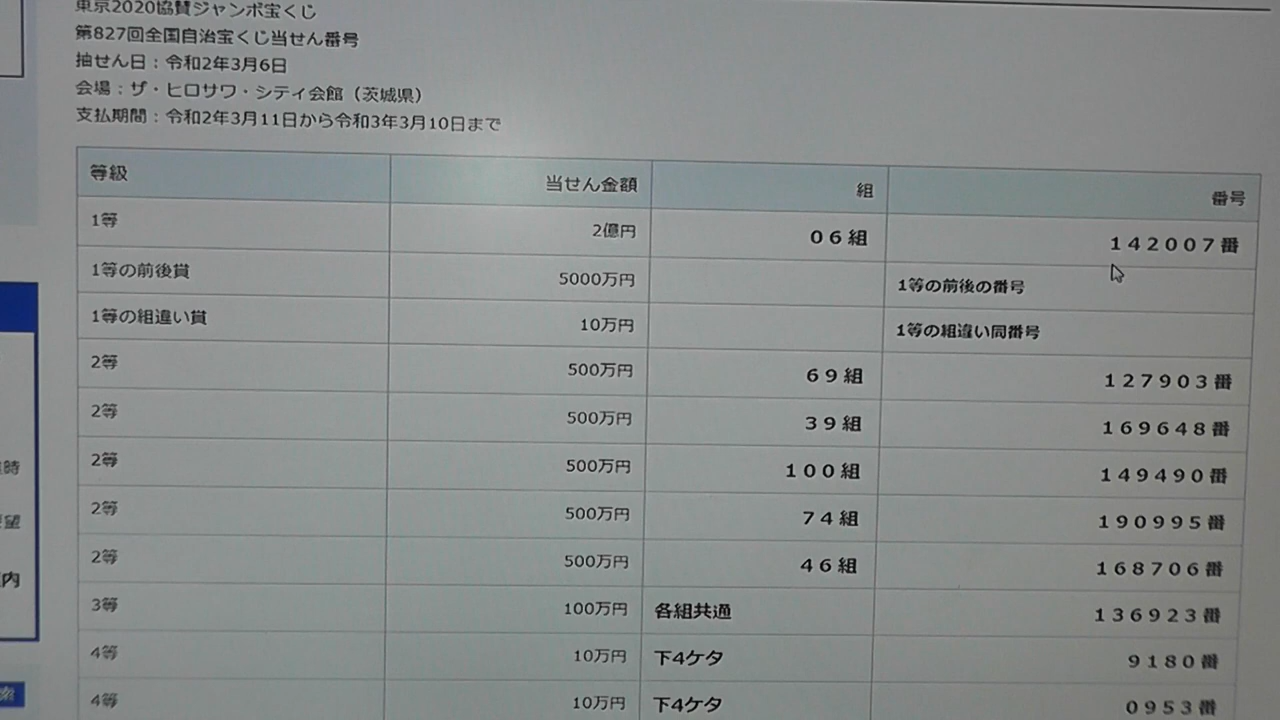 東京2020協賛ジャンボ宝くじ
第827回全国自治宝くじ当せん番号
抽せん日：令和2年3月6日
会場：ザ・ヒロサワ・シティ会館（茨城県）
支払期間：令和2年3月11日から令和3年3月10日まで
等級 当せん金額 組 番号
1等 2億円 06組 142007番
1等の前後賞 5000万円 1等の前後の番号
1等の組違い賞 10万円 1等の組違い同番号
2等 500万円 69組 127903番
2等 500万円 39組 169648番
2等 500万円 100組 149490番
2等 500万円 74組 190995番
2等 500万円 46組 168706番
3等 100万円 各組共通 136923番
4等 10万円 下4ケタ 9180番
4等 10万円 下4ケタ 0953番
時
望
内
索